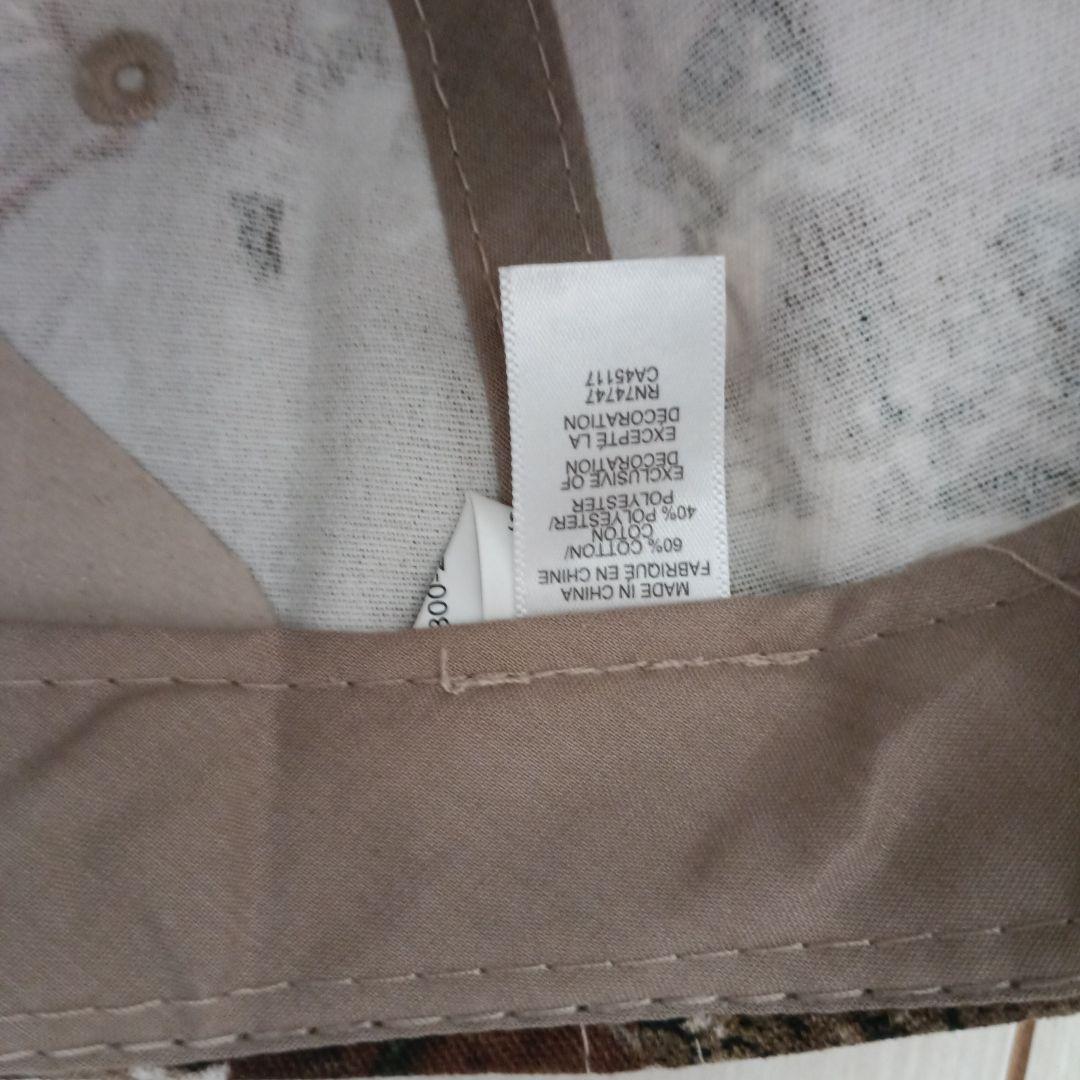 MADE IN CHINA
FABRIQUÉ EN CHINE
60% COTTON/
COTON
40% POLYESTER/
POLYESTER
EXCLUSIVE OF
DECORATION
EXCEPTÉ LA
DÉCORATION
RN74747
CA45117